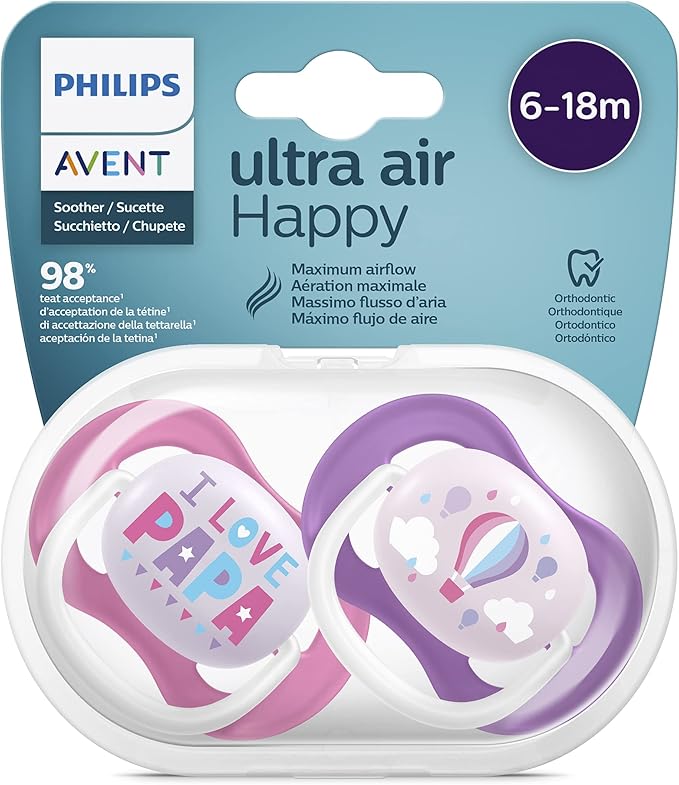 PHILIPS
AVENT
Soother / Sucette
Succhietto / Chupete
ultra air
Happy
6-18m
98%
teat acceptance¹
d'acceptation de la tétine¹
di accettazione della tettarella¹
aceptación de la tetina¹
Maximum airflow
Aération maximale
Massimo flusso d'aria
Máximo flujo de aire
Orthodontic
Orthodontique
Ortodontico
Ortodóntico
I LOVE
PAPA